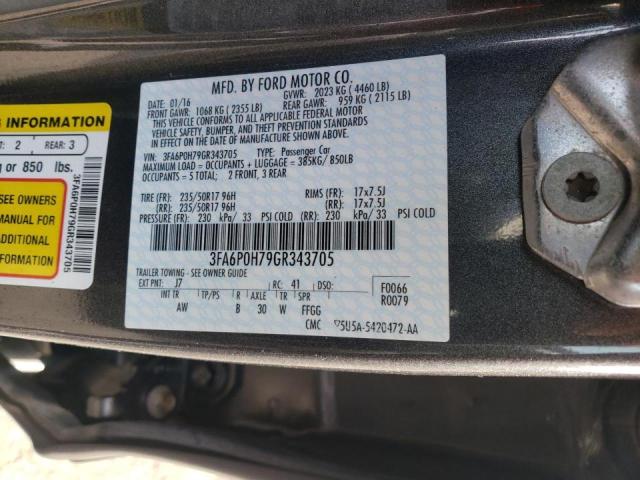 MFD. BY FORD MOTOR CO.
DATE: 01/16 GVWR: 2023 KG ( 4460 LB)
FRONT GAWR: 1068 KG ( 2355 LB) REAR GAWR: 959 KG ( 2115 LB)
THIS VEHICLE CONFORMS TO ALL APPLICABLE FEDERAL MOTOR
VEHICLE SAFETY, BUMPER, AND THEFT PREVENTION STANDARDS
IN EFFECT ON THE DATE OF MANUFACTURE SHOWN ABOVE.
VIN: 3FA6P0H79GR343705 TYPE: Passenger Car
MAXIMUM LOAD = OCCUPANTS + LUGGAGE = 385KG/ 850LB
OCCUPANTS = 5 TOTAL; 2 FRONT, 3 REAR
TIRE (FR): 235/50R17 96H RIMS (FR): 17x7.5J
(RR): 235/50R17 96H (RR): 17x7.5J
PRESSURE (FR): 230 kPa/ 33 PSI COLD (RR): 230 kPa/ 33 PSI COLD
3FA6P0H79GR343705
TRAILER TOWING - SEE OWNER GUIDE
EXT PNT: J7 RC: 41 DSO:
INT TR TP/PS R AXLE TR SPR
AW B 30 W FFGG
F0066
R0079
CMC 5U5A-5420472-AA
INFORMATION
2 REAR: 3
or 850 lbs.
SEE OWNERS
MANUAL FOR
ADDITIONAL
3FA6P0H79GR343705